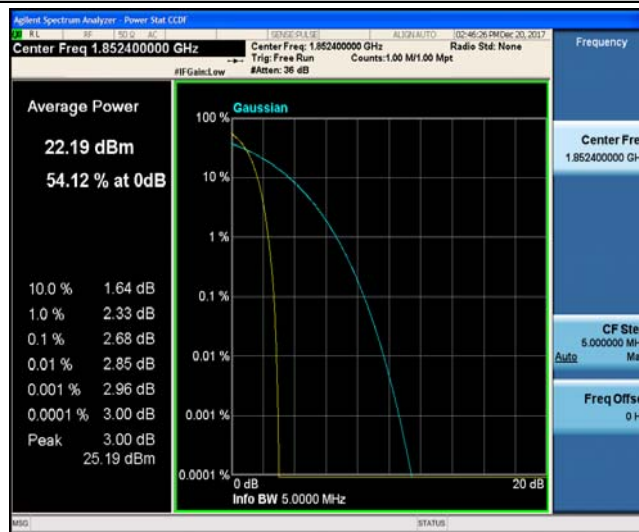 Agilent Spectrum Analyzer - Power Stat CCDF
RL RF 50 Ω AC SENSE:PULSE ALIGNAUTO 02:46:26 PM Dec 20, 2017
Center Freq 1.852400000 GHz
Center Freq: 1.852400000 GHz Radio Std: None
Trig: Free Run Counts:1.00 M/1.00 Mpt
#IFGain:Low #Atten: 36 dB
Frequency
Average Power
22.19 dBm
54.12 % at 0dB
10.0 % 1.64 dB
1.0 % 2.33 dB
0.1 % 2.68 dB
0.01 % 2.85 dB
0.001 % 2.96 dB
0.0001 % 3.00 dB
Peak 3.00 dB
25.19 dBm
Gaussian
100 %
10 %
1 %
0.1 %
0.01 %
0.001 %
0.0001 %
0 dB 20 dB
Info BW 5.0000 MHz
Center Fre
1.852400000 GH
CF Ste
5.000000 MH
Auto Ma
Freq Offse
0 H
MSG STATUS